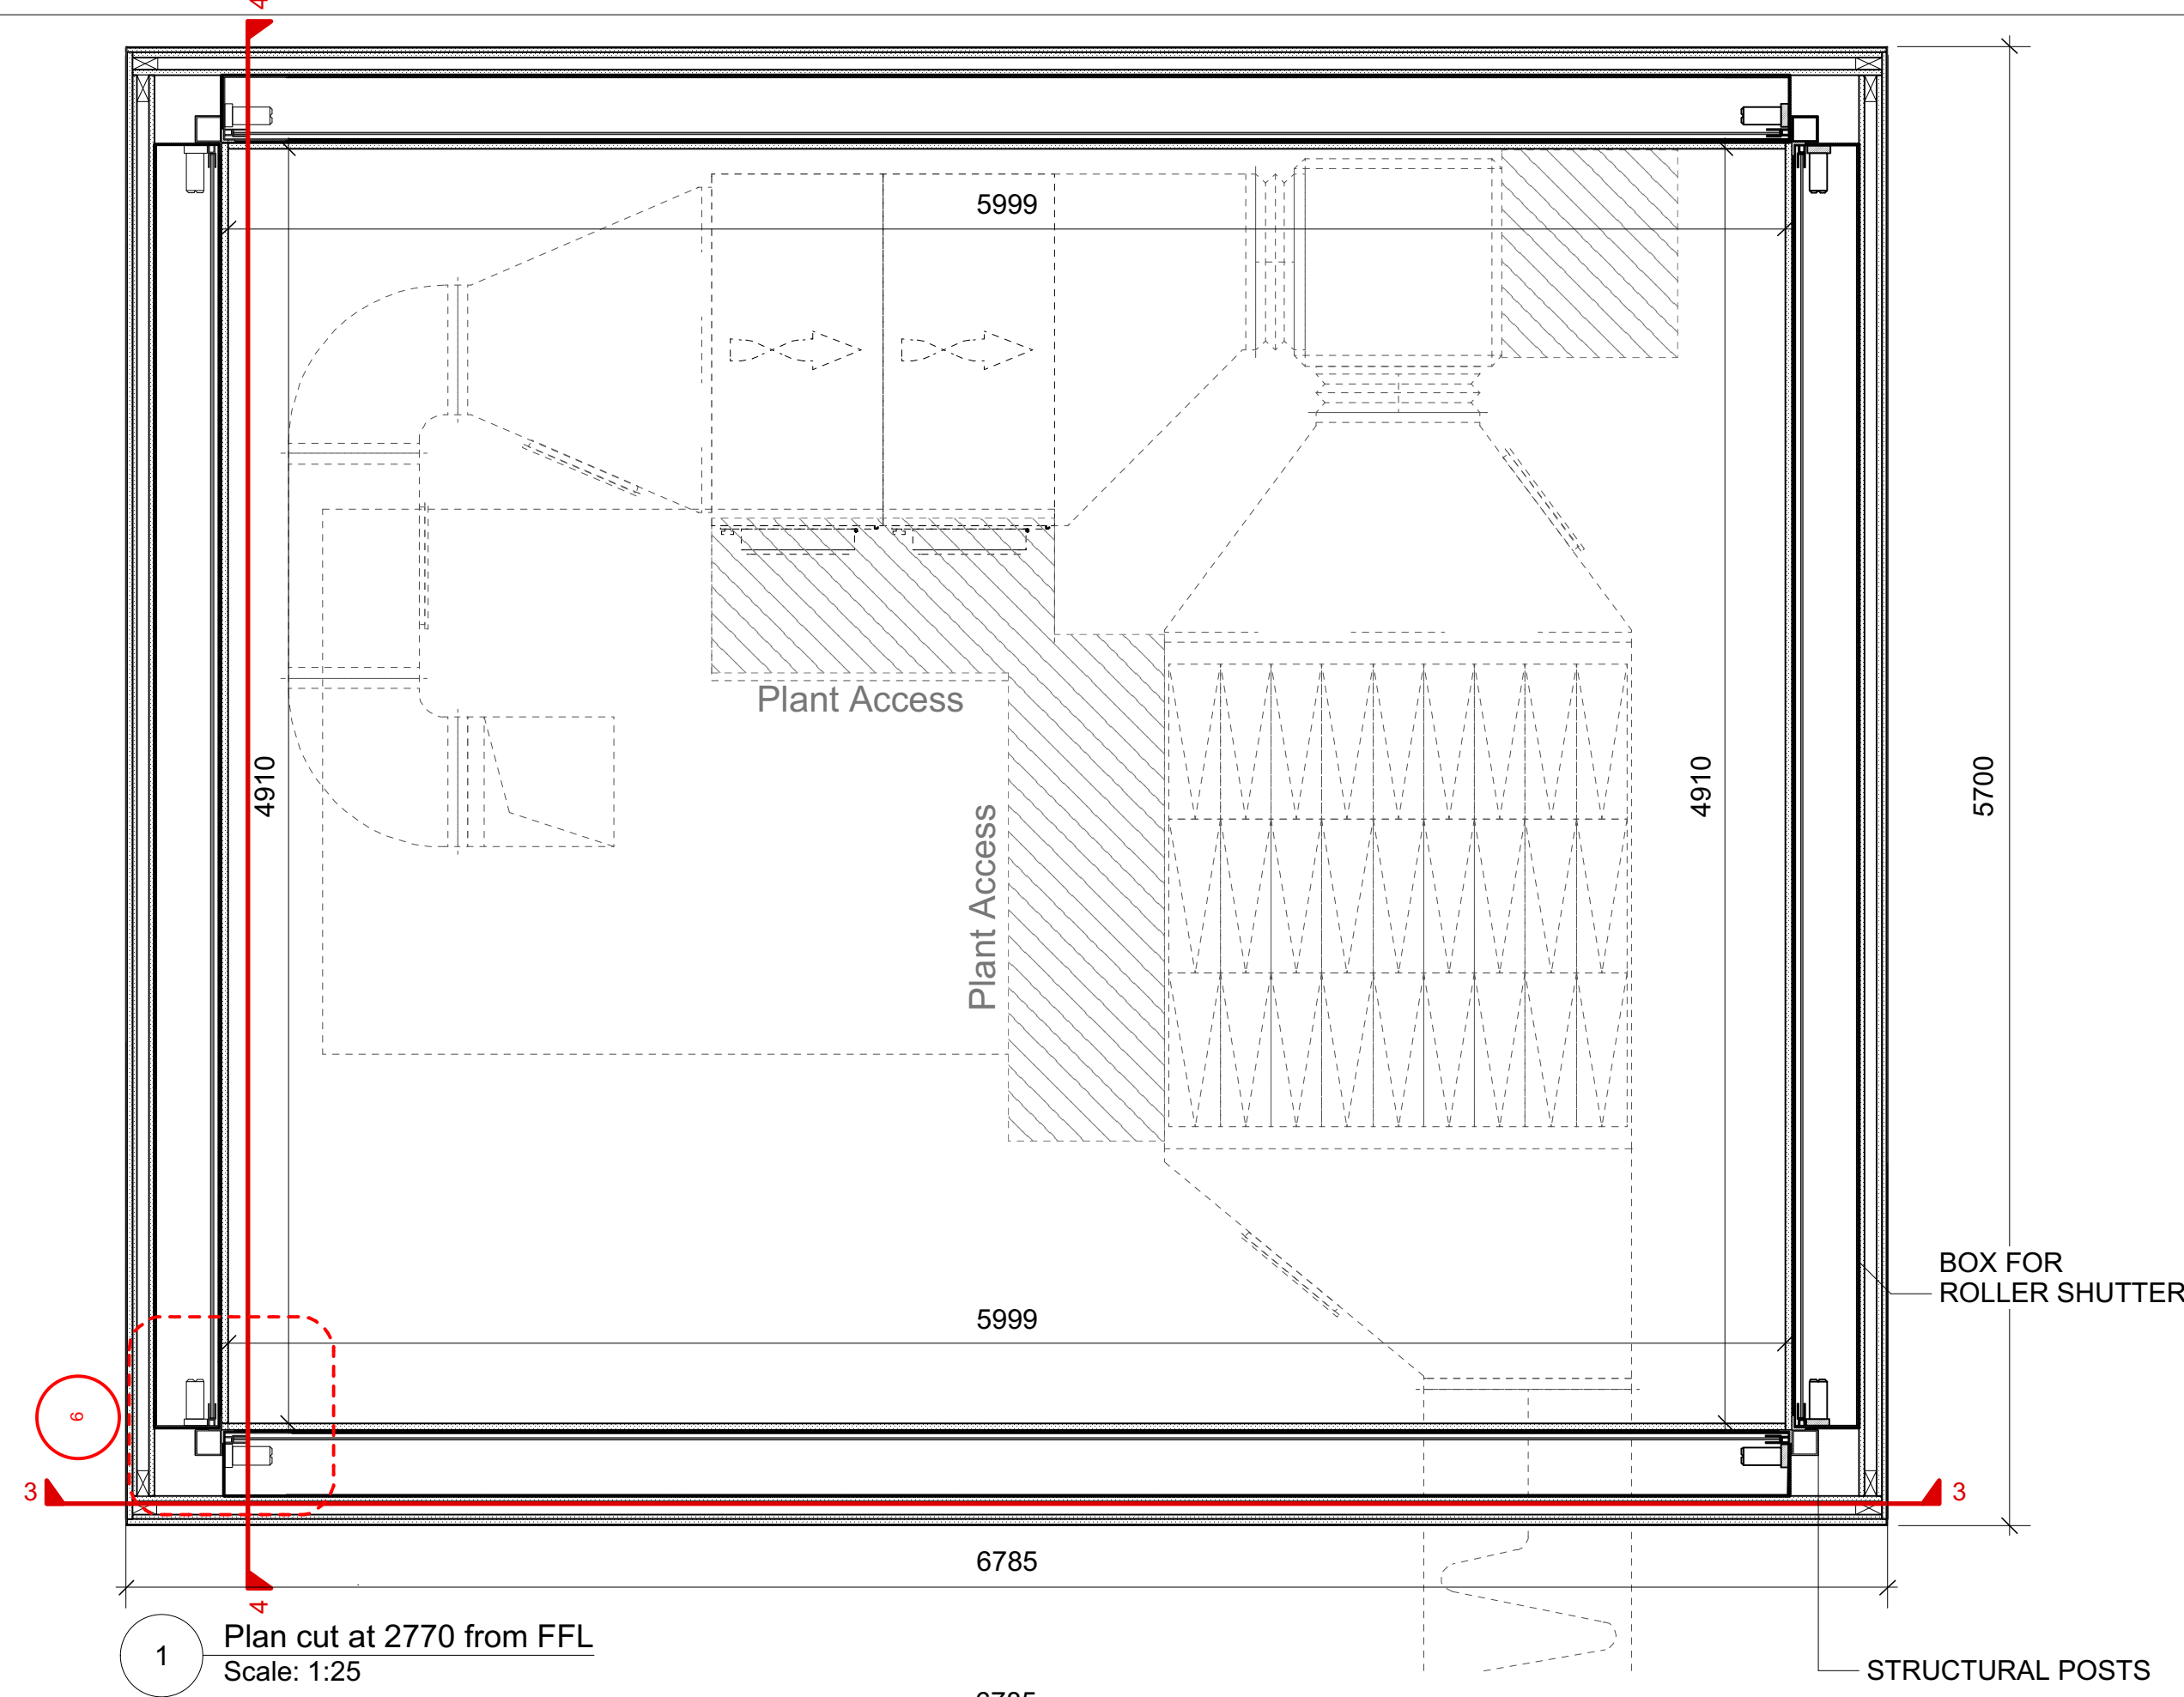 4
5999
Plant Access
4910
Plant Access
4910
5700
BOX FOR
ROLLER SHUTTER
5999
6
3
3
6785
4
1
Plan cut at 2770 from FFL
Scale: 1:25
STRUCTURAL POSTS
6785